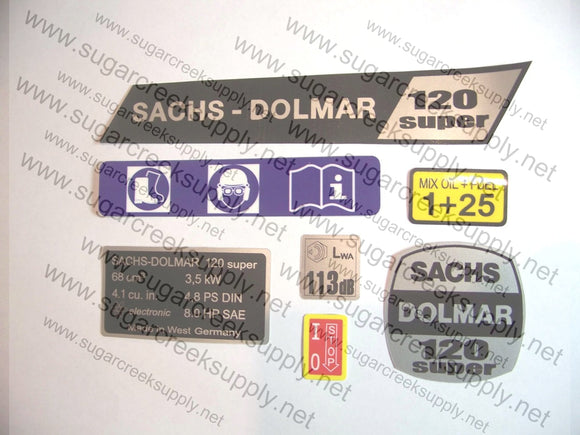 SACHS - DOLMAR 120 super
MIX OIL + FUEL
1+25
SACHS-DOLMAR 120 super
68 cm³ 3,5 kW
4.1 cu. in. 4.8 PS DIN
electronic 8.0 HP SAE
Made in West Germany
LWA
113dB
I STOP
0
SACHS
DOLMAR
120
super
www.sugarcreeksupply.net